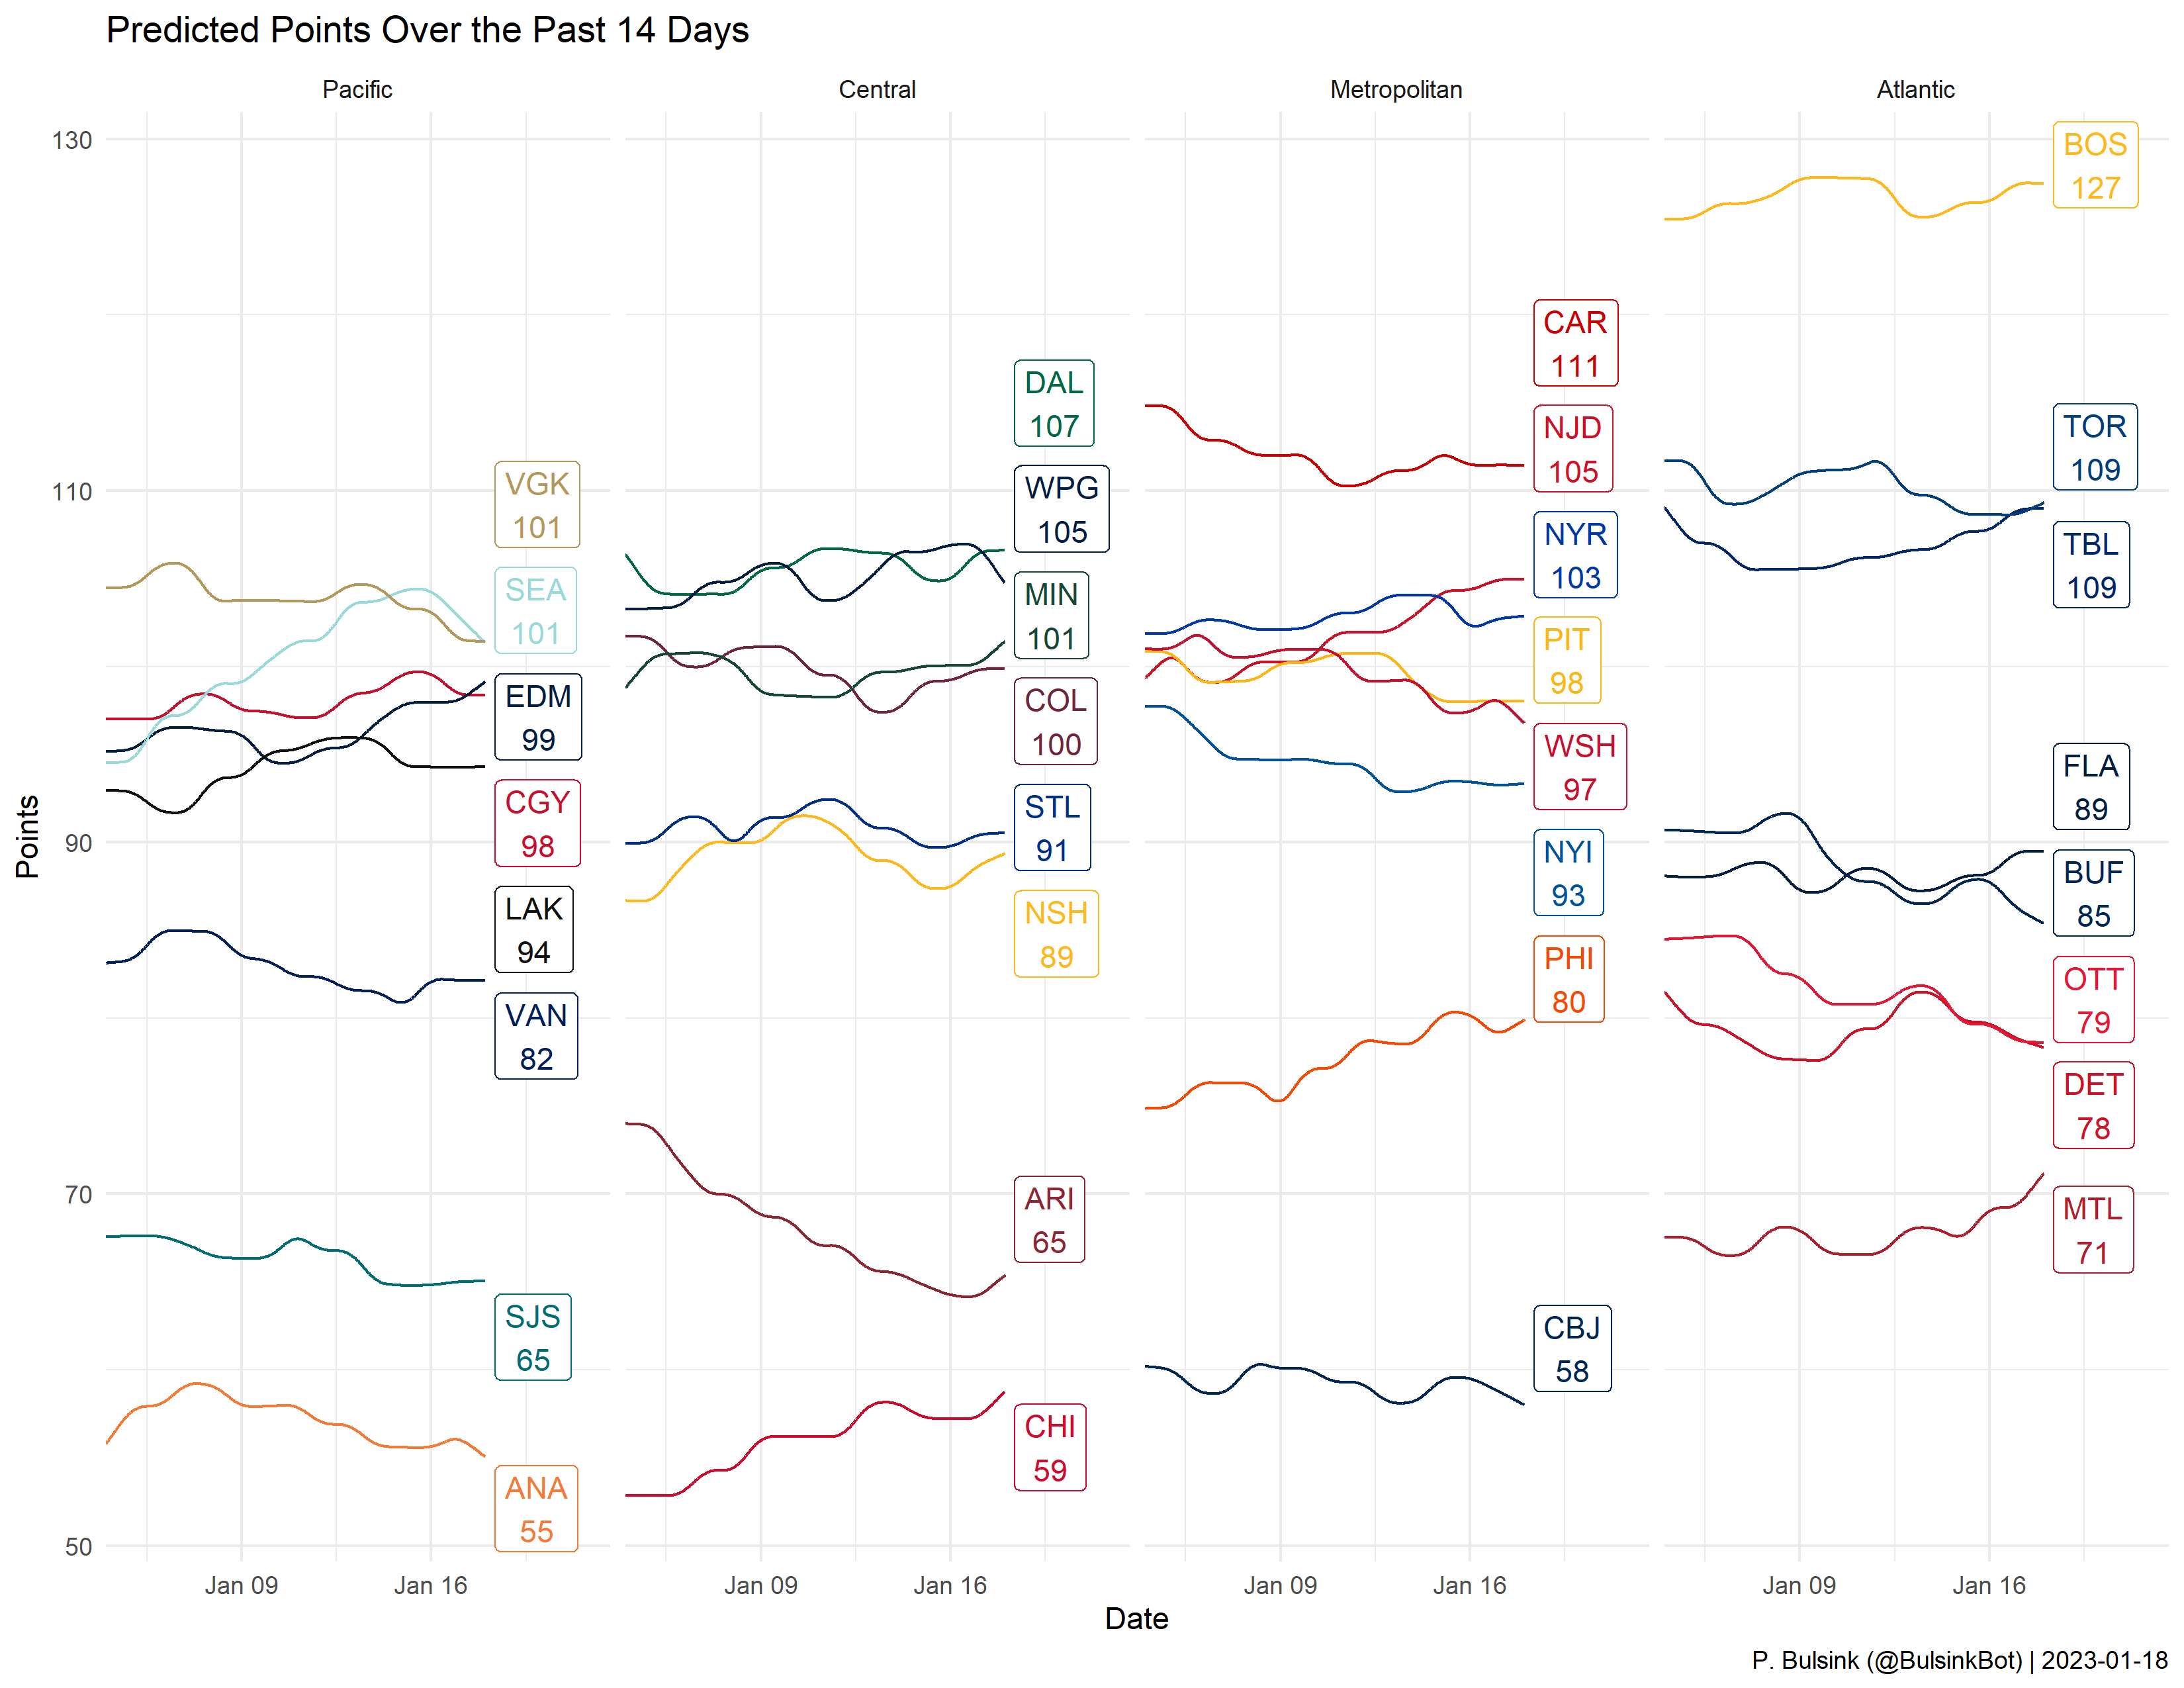 Predicted Points Over the Past 14 Days
Pacific
Central
Metropolitan
Atlantic
Points
130
110
90
70
50
VGK
101
SEA
101
EDM
99
CGY
98
LAK
94
VAN
82
SJS
65
ANA
55
DAL
107
WPG
105
MIN
101
COL
100
STL
91
NSH
89
ARI
65
CHI
59
CAR
111
NJD
105
NYR
103
PIT
98
WSH
97
NYI
93
PHI
80
CBJ
58
BOS
127
TOR
109
TBL
109
FLA
89
BUF
85
OTT
79
DET
78
MTL
71
Jan 09
Jan 16
Jan 09
Jan 16
Jan 09
Jan 16
Jan 09
Jan 16
Date
P. Bulsink (@BulsinkBot) | 2023-01-18